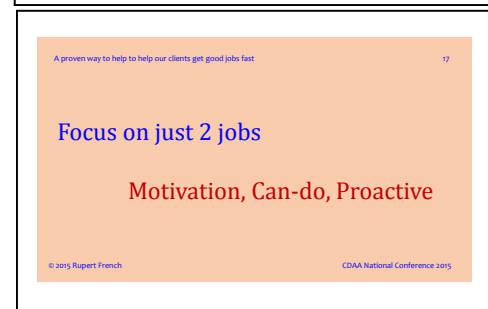 A proven way to help to help our clients get good jobs fast 17
Focus on just 2 jobs
Motivation, Can-do, Proactive
© 2015 Rupert French CDAA National Conference 2015